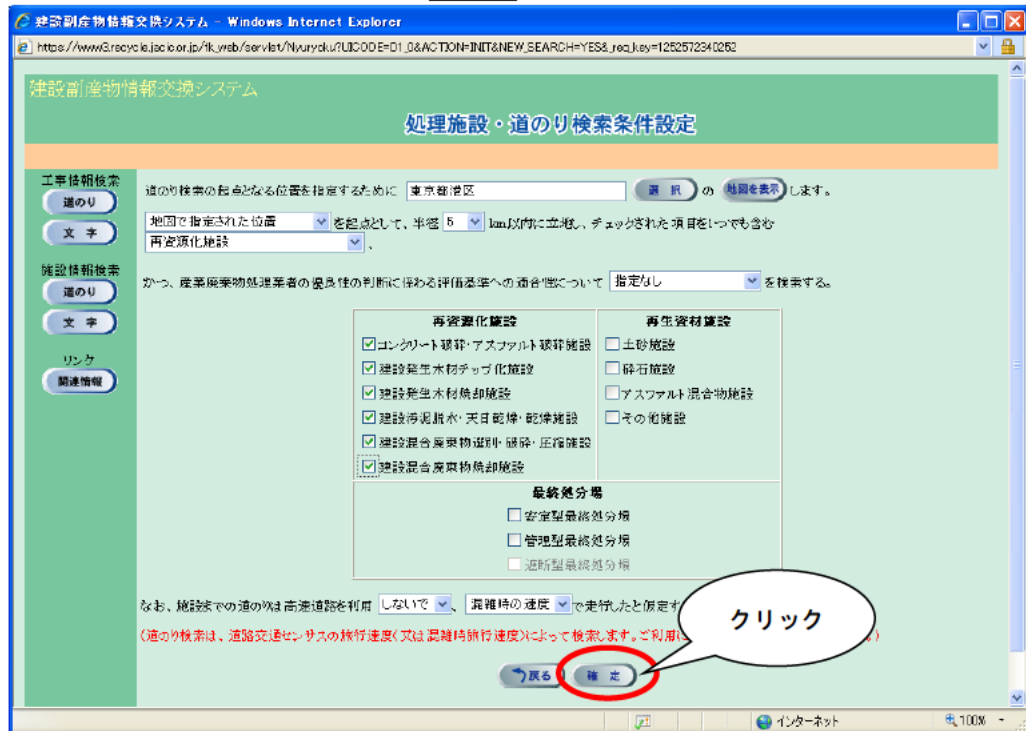 建設副産物情報交換システム - Windows Internet Explorer
建設副産物情報交換システム
処理施設・道のり検索条件設定
工事情報検索
道のり
文 字
施設情報検索
道のり
文 字
リンク
関連情報
道のり検索の起点となる位置を指定するために 東京都港区 選 択 の 地図を表示 します。
地図で指定された位置 を起点として、半径 5 km以内に立地し、チェックされた項目を1つでも含む
再資源化施設 、
かつ、産業廃棄物処理業者の優良性の判断に係わる評価基準への適合性について 指定なし を検索する。
再資源化施設 再生資材施設
コンクリート破砕・アスファルト破砕施設 土砂施設
建設発生木材チップ化施設 砕石施設
建設発生木材焼却施設 アスファルト混合物施設
建設汚泥脱水・天日乾燥・乾燥施設 その他施設
建設混合廃棄物選別・破砕・圧縮施設
建設混合廃棄物焼却施設
最終処分場
安定型最終処分場
管理型最終処分場
遮断型最終処分場
なお、施設までの道のりは高速道路を利用 しないで 、 混雑時の速度 で走行したと仮定す
(道のり検索は、道路交通センサスの旅行速度(又は混雑時旅行速度)によって検索します。ご利用に
クリック
戻る 確 定
インターネット 100%